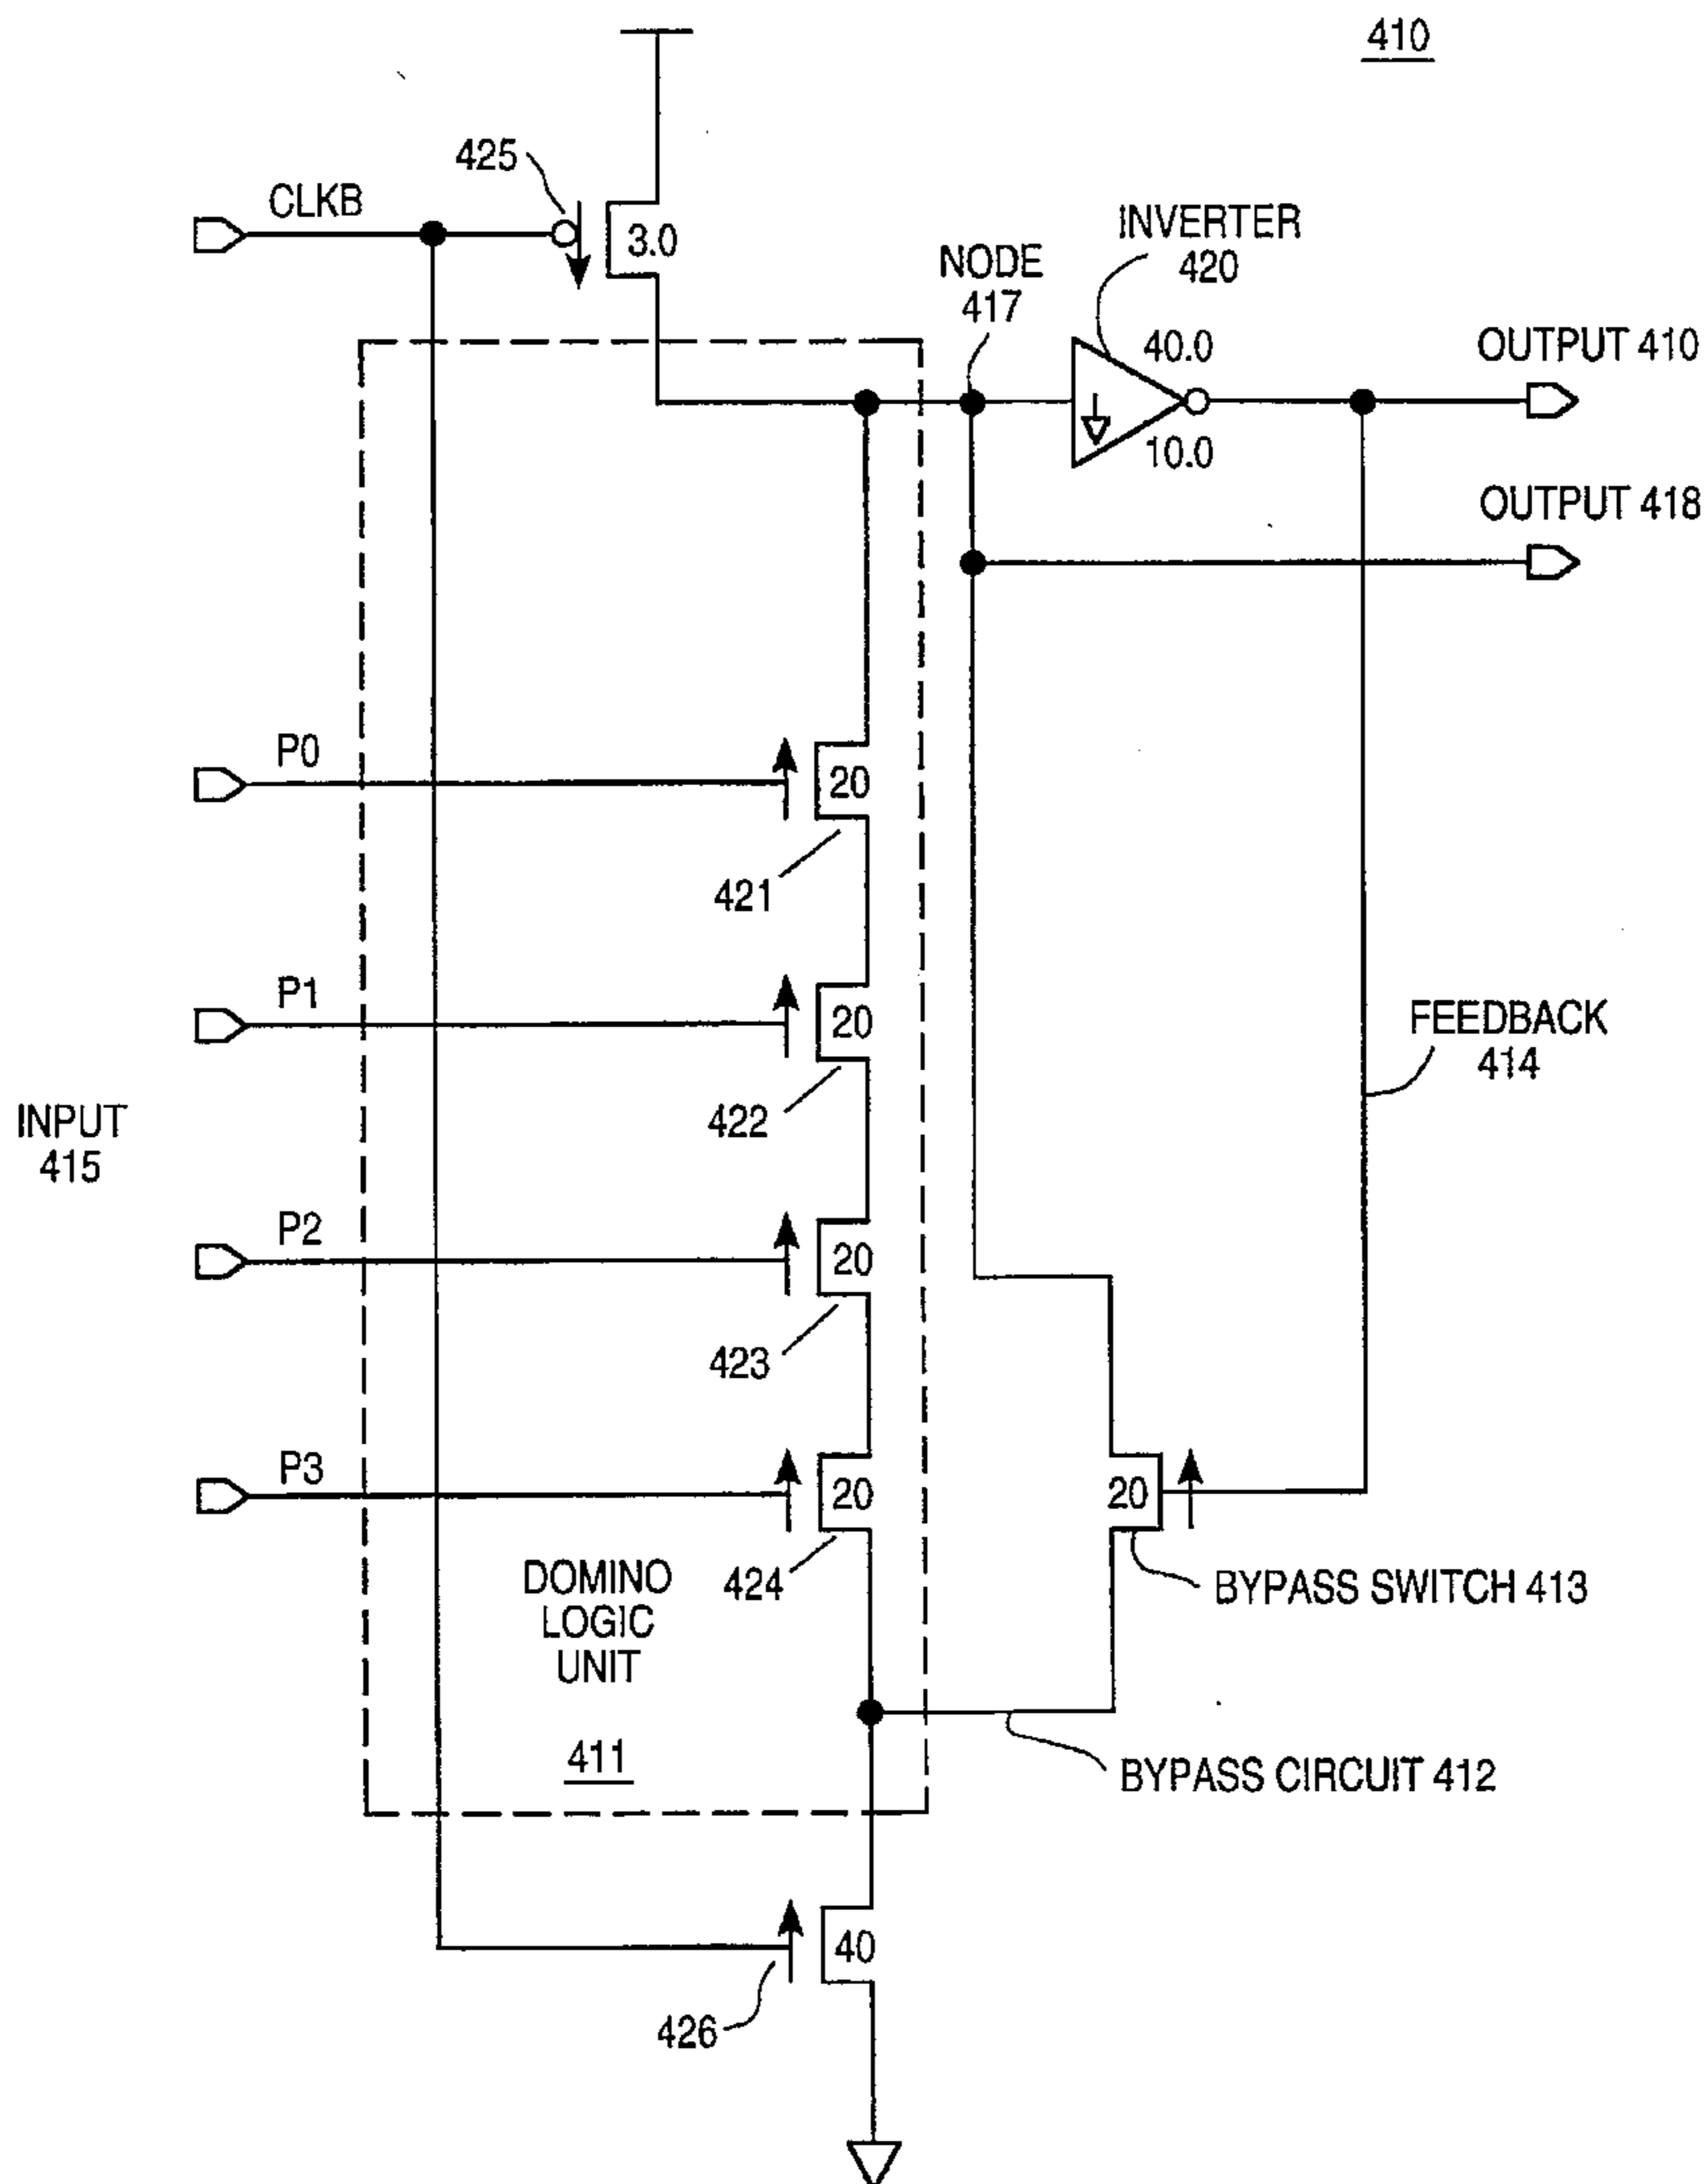 410
425
CLKB
3.0
INVERTER
420
NODE
417
40.0
10.0
OUTPUT 410
OUTPUT 418
P0
20
421
P1
20
422
FEEDBACK
414
INPUT
415
P2
20
423
P3
20
424
20
BYPASS SWITCH 413
DOMINO
LOGIC
UNIT
411
BYPASS CIRCUIT 412
40
426